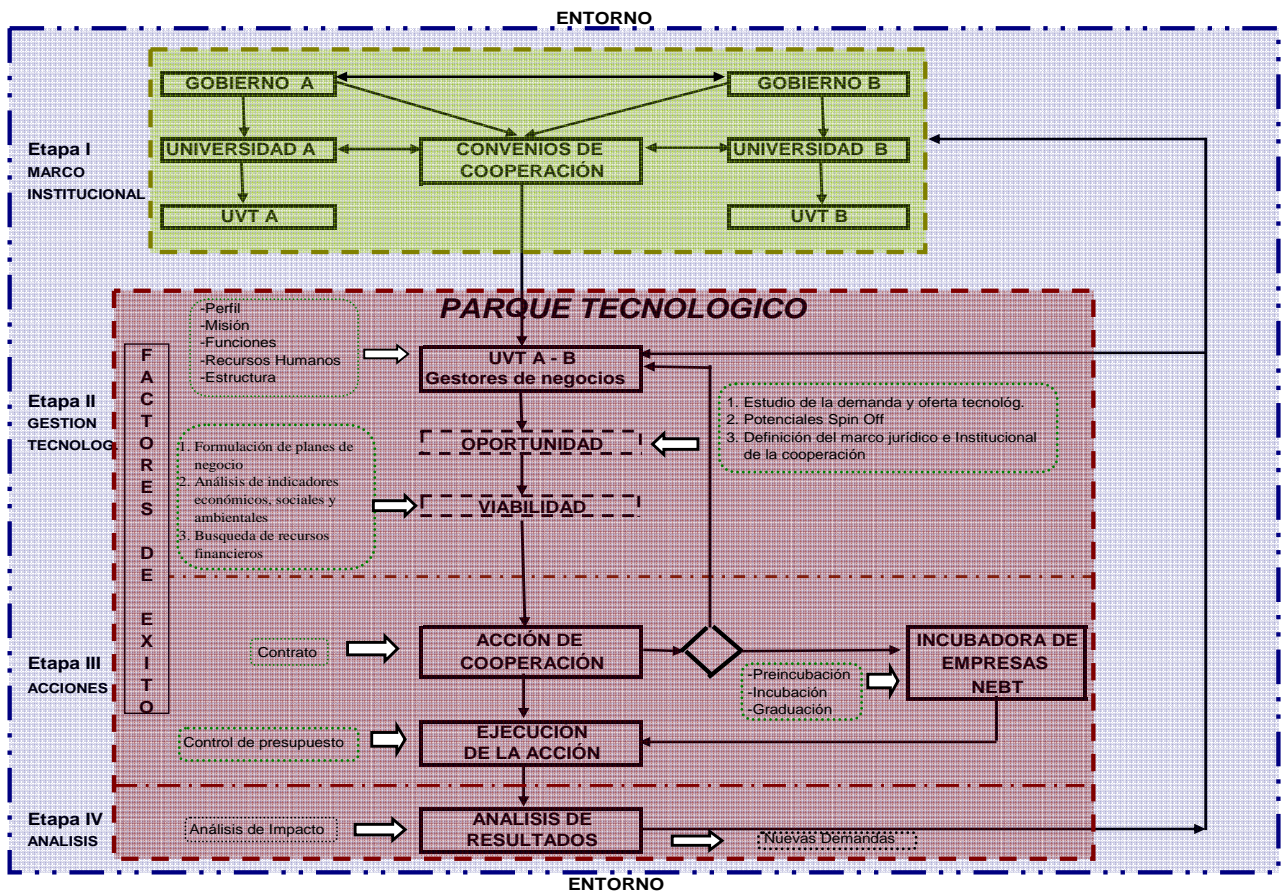 ENTORNO
GOBIERNO A
GOBIERNO B
Etapa I
MARCO
INSTITUCIONAL
UNIVERSIDAD A
CONVENIOS DE
COOPERACIÓN
UNIVERSIDAD B
UVT A
UVT B
PARQUE TECNOLOGICO
-Perfil
-Misión
-Funciones
-Recursos Humanos
-Estructura
UVT A - B
Gestores de negocios
FACTORES DE EXITO
Etapa II
GESTION
TECNOLOG
1. Estudio de la demanda y oferta tecnológ.
2. Potenciales Spin Off
3. Definición del marco jurídico e Institucional
de la cooperación
OPORTUNIDAD
1. Formulación de planes de
negocio
2. Análisis de indicadores
económicos, sociales y
ambientales
3. Busqueda de recursos
financieros
VIABILIDAD
Etapa III
ACCIONES
Contrato
ACCIÓN DE
COOPERACIÓN
INCUBADORA DE
EMPRESAS
NEBT
-Preincubación
-Incubación
-Graduación
Control de presupuesto
EJECUCION
DE LA ACCIÓN
Etapa IV
ANALISIS
Análisis de Impacto
ANALISIS DE
RESULTADOS
Nuevas Demandas
ENTORNO